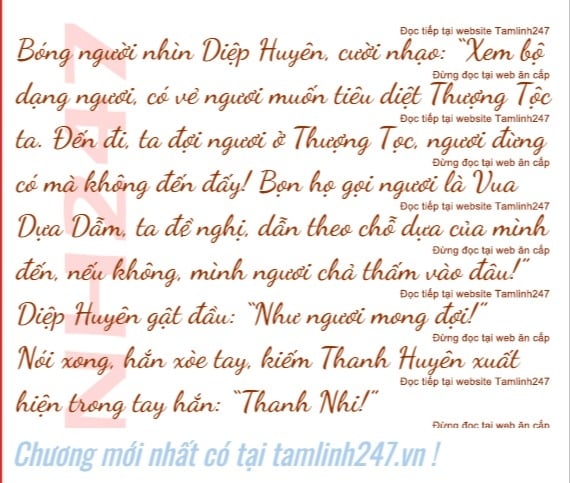 Đọc tiếp tại website Tamlinh247
Bóng người nhìn Diệp Huyên, cười nhạo: “Xem bộ
Đừng đọc tại web ăn cắp
dạng ngươi, có vẻ ngươi muốn tiêu diệt Thượng Tộc
Đọc tiếp tại website Tamlinh247
ta. Đến đi, ta đợi ngươi ở Thượng Tọc, ngươi đừng
Đừng đọc tại web ăn cắp
có mà không đến đấy! Bọn họ gọi ngươi là Vua
Đọc tiếp tại website Tamlinh247
Dựa Dẫm, ta đề nghị, dẫn theo chỗ dựa của mình
Đừng đọc tại web ăn cắp
đến, nếu không, mình ngươi chả thấm vào đâu!”
Đọc tiếp tại website Tamlinh247
Diệp Huyên gật đầu: “Như ngươi mong đợi!”
Đừng đọc tại web ăn cắp
Nói xong, hắn xòe tay, kiếm Thanh Huyên xuất
Đọc tiếp tại website Tamlinh247
hiện trong tay hắn: “Thanh Nhi!”
Đừng đọc tại web ăn cắp
NH247
Chương mới nhất có tại tamlinh247.vn !